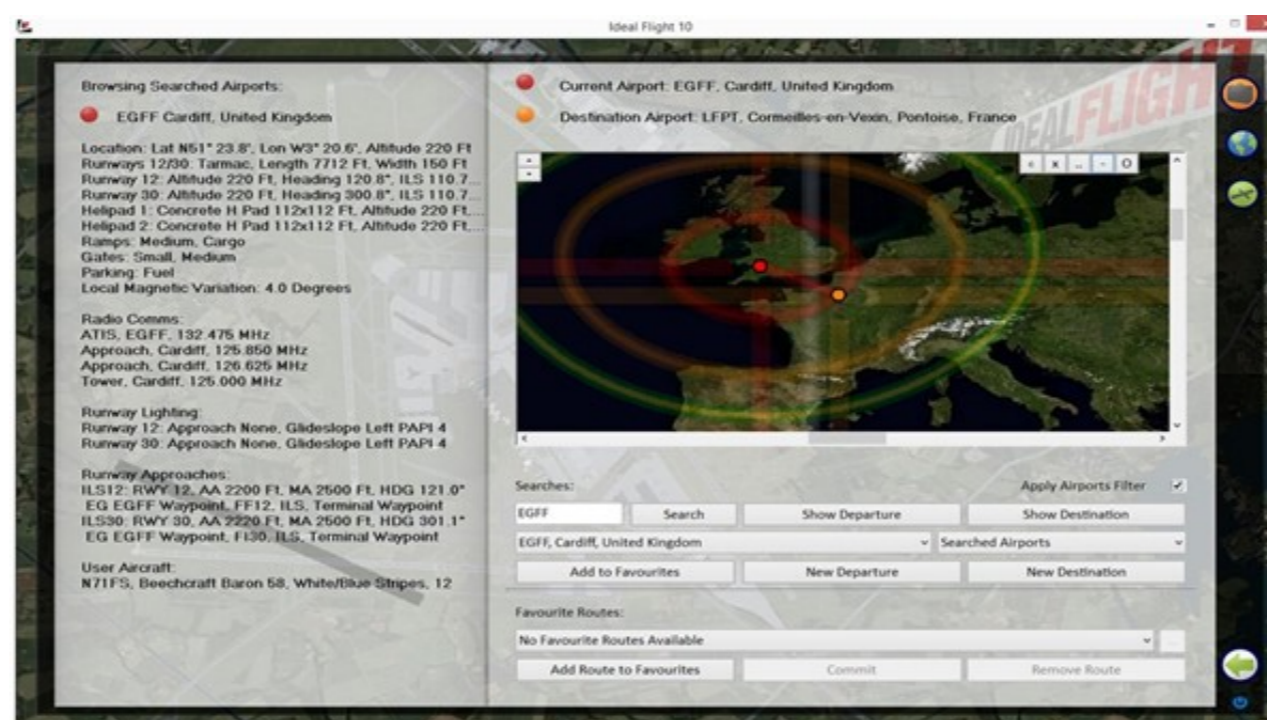 Ideal Flight 10
Browsing Searched Airports:
EGFF Cardiff, United Kingdom
Location: Lat N51° 23.8', Lon W3° 20.6', Altitude 220 Ft
Runways 12/30: Tarmac, Length 7712 Ft, Width 150 Ft
Runway 12: Altitude 220 Ft, Heading 120.8°, ILS 110.7...
Runway 30: Altitude 220 Ft, Heading 300.8°, ILS 110.7...
Helipad 1: Concrete H Pad 112x112 Ft, Altitude 220 Ft,...
Helipad 2: Concrete H Pad 112x112 Ft, Altitude 220 Ft,...
Ramps: Medium, Cargo
Gates: Small, Medium
Parking: Fuel
Local Magnetic Variation: 4.0 Degrees
Radio Comms:
ATIS, EGFF, 132.475 MHz
Approach, Cardiff, 125.850 MHz
Approach, Cardiff, 126.625 MHz
Tower, Cardiff, 125.000 MHz
Runway Lighting:
Runway 12: Approach None, Glideslope Left PAPI 4
Runway 30: Approach None, Glideslope Left PAPI 4
Runway Approaches:
ILS12: RWY 12, AA 2200 Ft, MA 2500 Ft, HDG 121.0°
EG EGFF Waypoint, FF12, ILS, Terminal Waypoint
ILS30: RWY 30, AA 2220 Ft, MA 2500 Ft, HDG 301.1°
EG EGFF Waypoint, FI30, ILS, Terminal Waypoint
User Aircraft:
N71FS, Beechcraft Baron 58, White/Blue Stripes, 12
Current Airport: EGFF, Cardiff, United Kingdom
Destination Airport: LFPT, Cormeilles-en-Vexin, Pontoise, France
IDEAL FLIGHT
c x .. - O
Searches:
Apply Airports Filter
EGFF Search Show Departure Show Destination
EGFF, Cardiff, United Kingdom Searched Airports
Add to Favourites New Departure New Destination
Favourite Routes:
No Favourite Routes Available
...
Add Route to Favourites Commit Remove Route